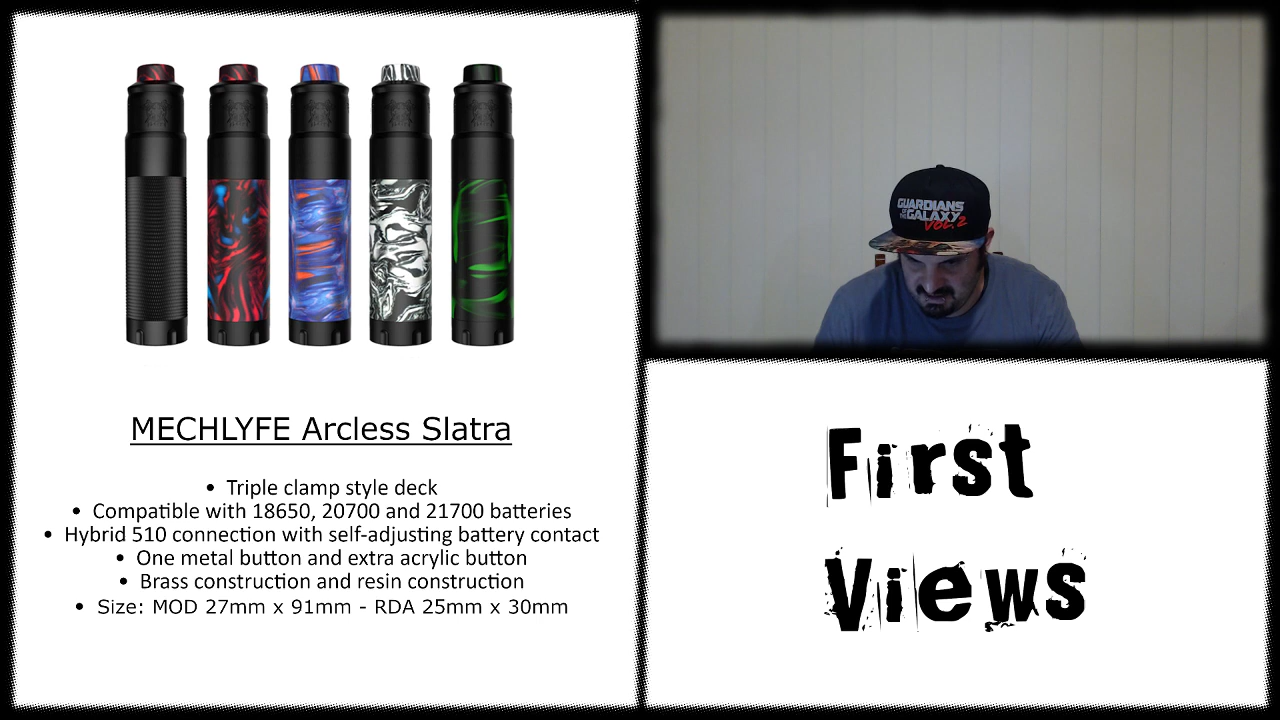 MECHLYFE Arcless Slatra
• Triple clamp style deck
• Compatible with 18650, 20700 and 21700 batteries
• Hybrid 510 connection with self-adjusting battery contact
• One metal button and extra acrylic button
• Brass construction and resin construction
• Size: MOD 27mm x 91mm - RDA 25mm x 30mm
GUARDIANS
OF THE GALAXY
VOL. 2
First
Views